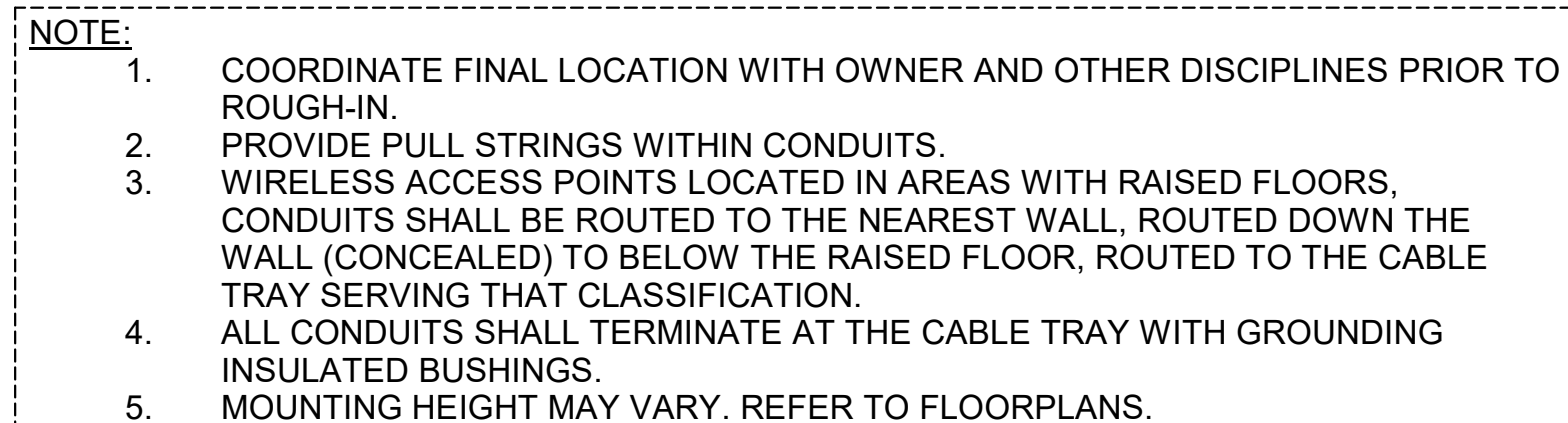 NOTE:
1. COORDINATE FINAL LOCATION WITH OWNER AND OTHER DISCIPLINES PRIOR TO
ROUGH-IN.
2. PROVIDE PULL STRINGS WITHIN CONDUITS.
3. WIRELESS ACCESS POINTS LOCATED IN AREAS WITH RAISED FLOORS,
CONDUITS SHALL BE ROUTED TO THE NEAREST WALL, ROUTED DOWN THE
WALL (CONCEALED) TO BELOW THE RAISED FLOOR, ROUTED TO THE CABLE
TRAY SERVING THAT CLASSIFICATION.
4. ALL CONDUITS SHALL TERMINATE AT THE CABLE TRAY WITH GROUNDING
INSULATED BUSHINGS.
5. MOUNTING HEIGHT MAY VARY. REFER TO FLOORPLANS.